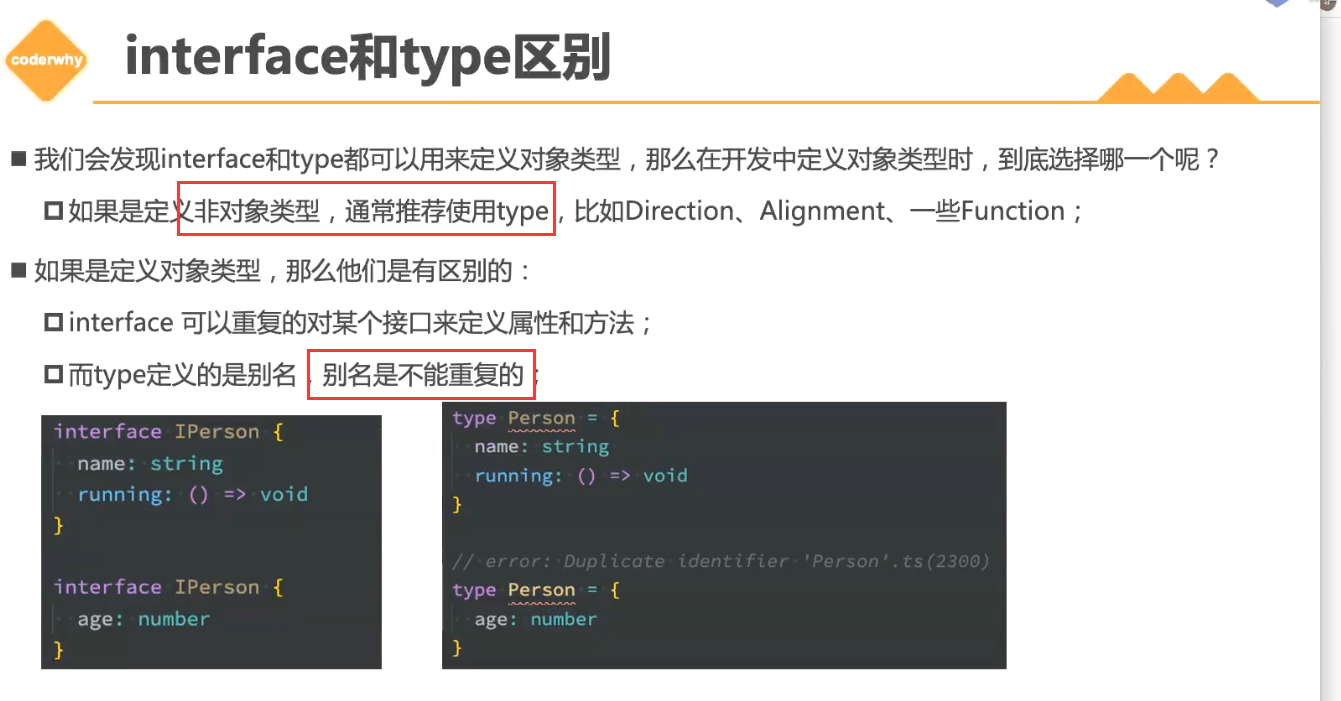 coderwhy
interface和type区别
我们会发现interface和type都可以用来定义对象类型，那么在开发中定义对象类型时，到底选择哪一个呢？
如果是定义非对象类型，通常推荐使用type，比如Direction、Alignment、一些Function；
如果是定义对象类型，那么他们是有区别的：
interface 可以重复的对某个接口来定义属性和方法；
而type定义的是别名，别名是不能重复的；
interface IPerson {
name: string
running: () => void
}
interface IPerson {
age: number
}
type Person = {
name: string
running: () => void
}
// error: Duplicate identifier 'Person'.ts(2300)
type Person = {
age: number
}